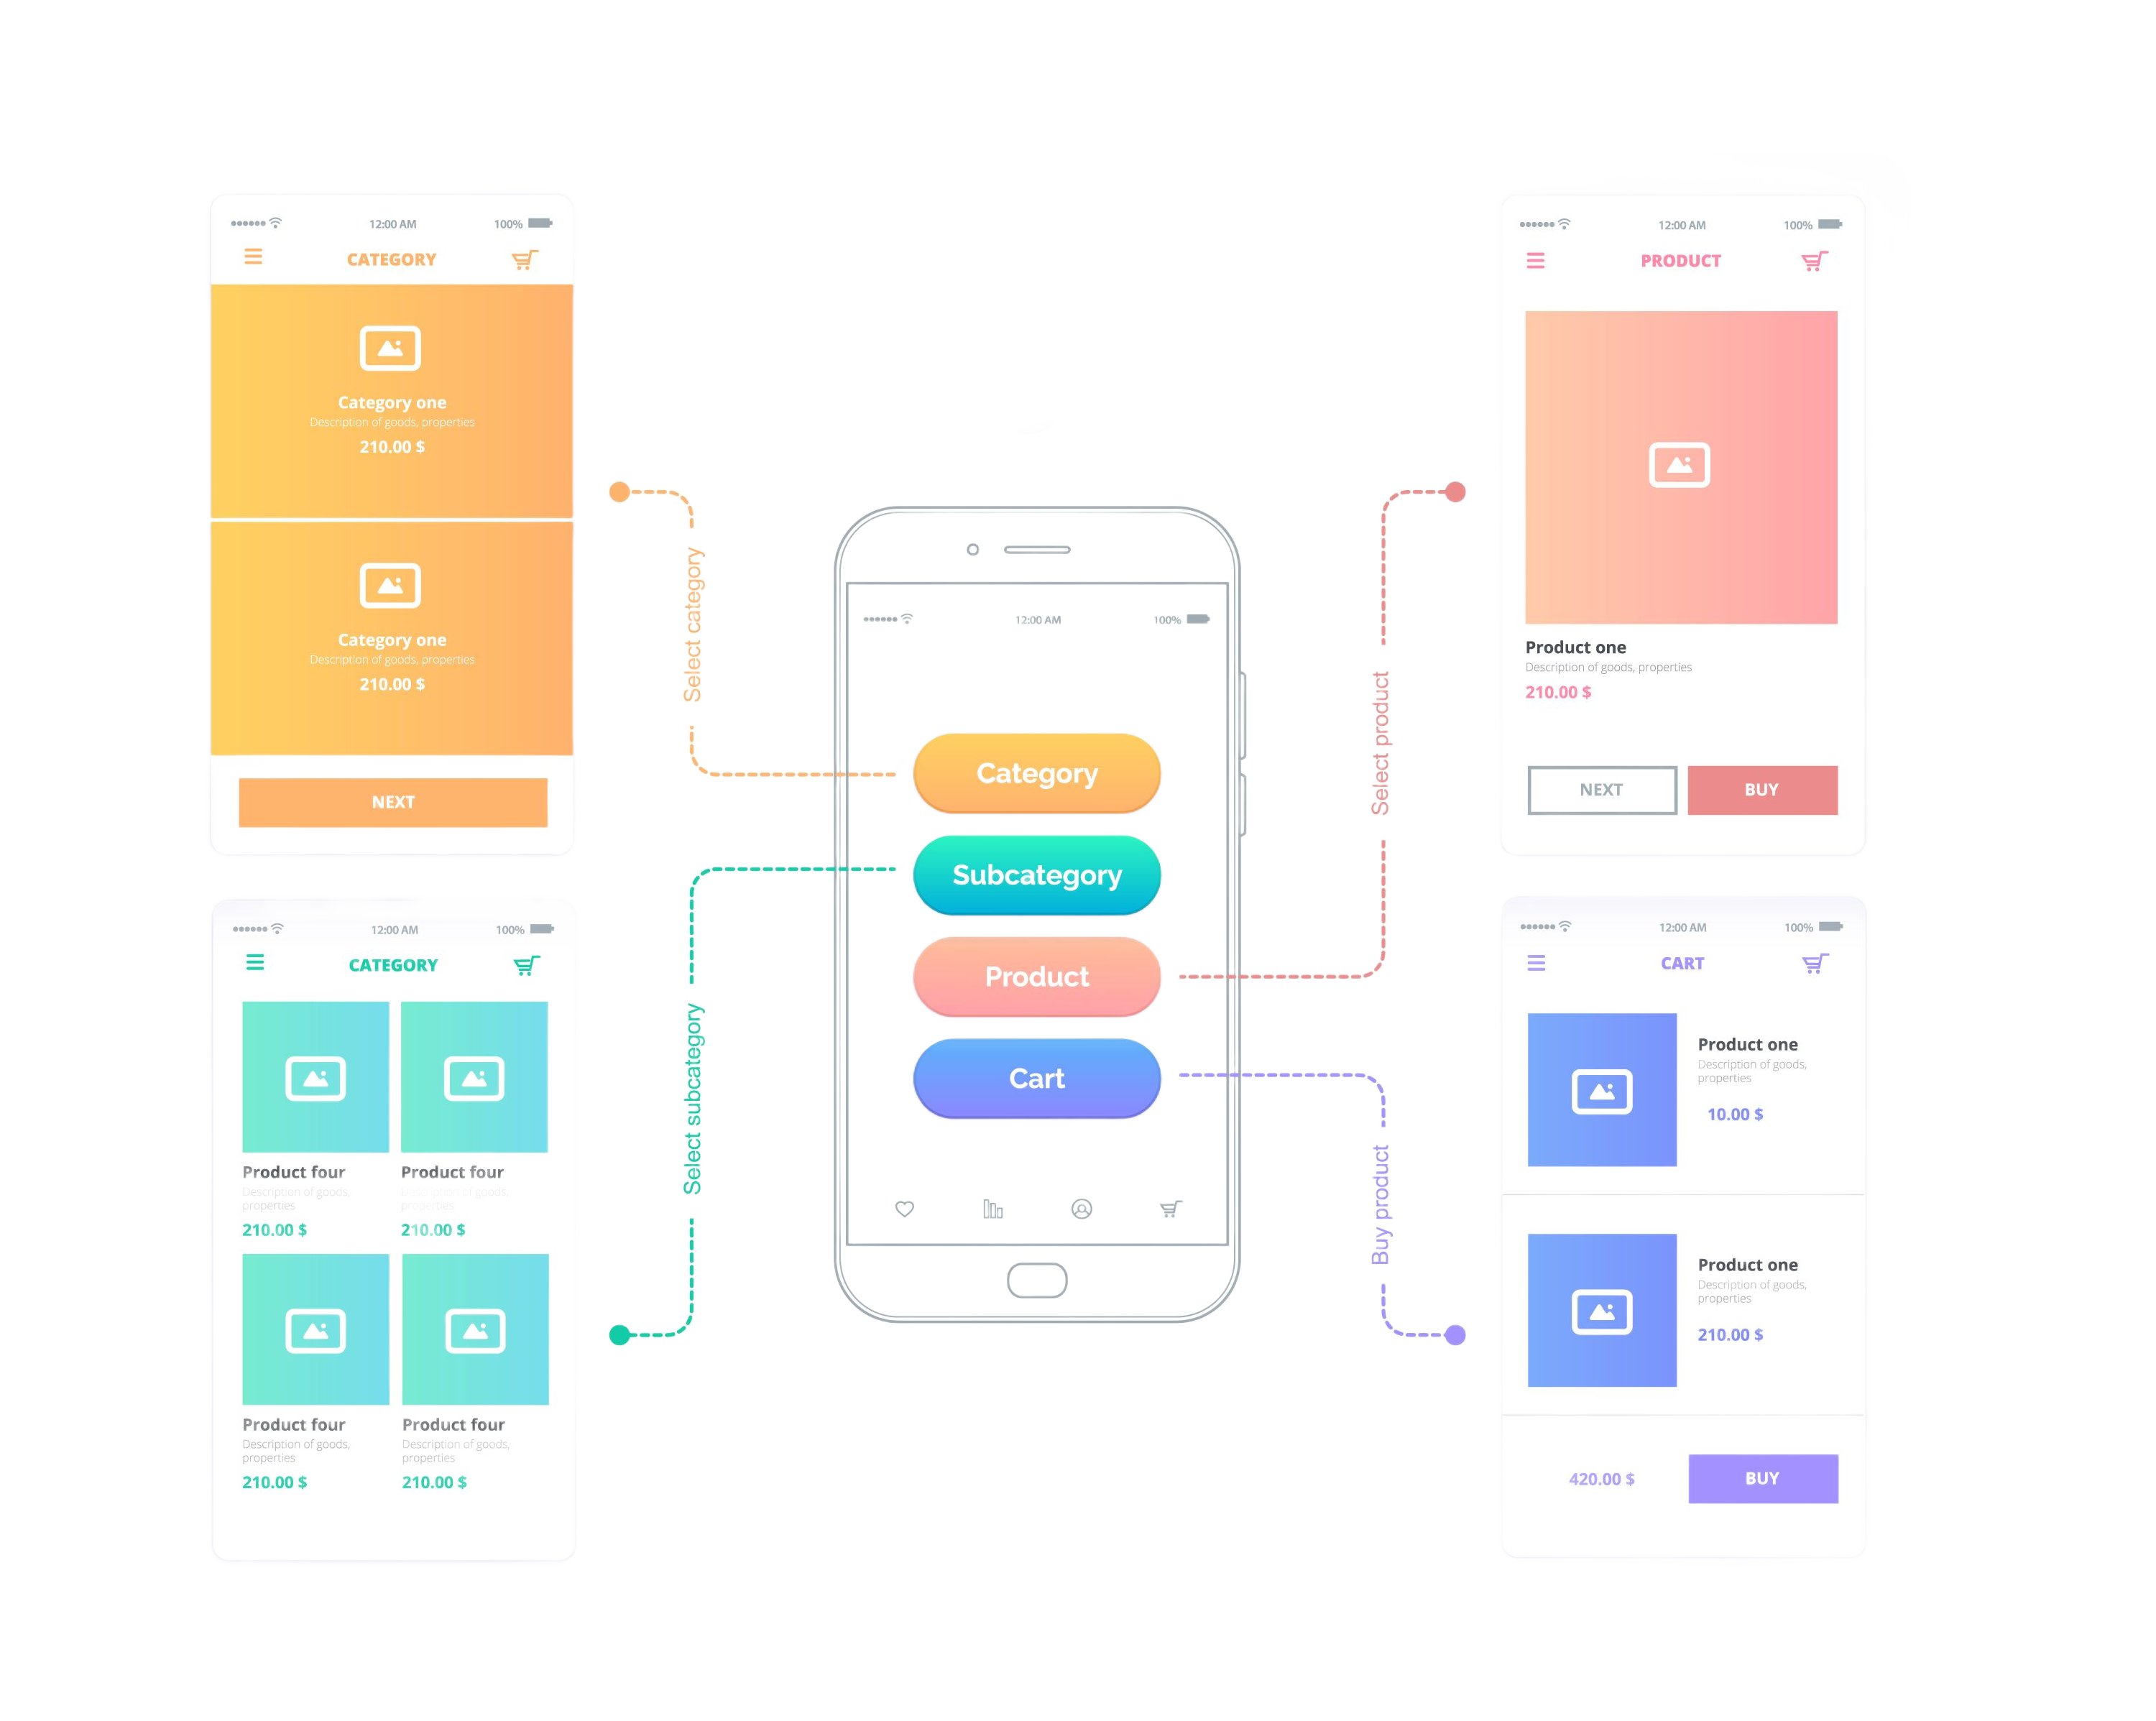 12:00 AM 100%
CATEGORY
Category one
Description of goods, properties
210.00 $
Category one
Description of goods, properties
210.00 $
NEXT
12:00 AM 100%
CATEGORY
Product four
Description of goods,
properties
210.00 $
Product four
Description of goods,
properties
210.00 $
Product four
Description of goods,
properties
210.00 $
Product four
Description of goods,
properties
210.00 $
Select category
Select subcategory
12:00 AM 100%
Category
Subcategory
Product
Cart
Select product
Buy product
12:00 AM 100%
PRODUCT
Product one
Description of goods, properties
210.00 $
NEXT
BUY
12:00 AM 100%
CART
Product one
Description of goods,
properties
10.00 $
Product one
Description of goods,
properties
210.00 $
420.00 $
BUY